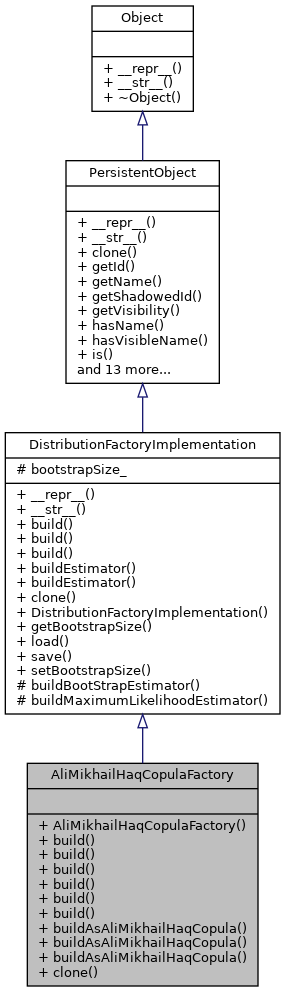 Object
+ __repr__()
+ __str__()
+ ~Object()
PersistentObject
+ __repr__()
+ __str__()
+ clone()
+ getId()
+ getName()
+ getShadowedId()
+ getVisibility()
+ hasName()
+ hasVisibleName()
+ is()
and 13 more...
DistributionFactoryImplementation
# bootstrapSize_
+ __repr__()
+ __str__()
+ build()
+ build()
+ build()
+ buildEstimator()
+ buildEstimator()
+ clone()
+ DistributionFactoryImplementation()
+ getBootstrapSize()
+ load()
+ save()
+ setBootstrapSize()
# buildBootStrapEstimator()
# buildMaximumLikelihoodEstimator()
AliMikhailHaqCopulaFactory
+ AliMikhailHaqCopulaFactory()
+ build()
+ build()
+ build()
+ build()
+ build()
+ build()
+ buildAsAliMikhailHaqCopula()
+ buildAsAliMikhailHaqCopula()
+ buildAsAliMikhailHaqCopula()
+ clone()